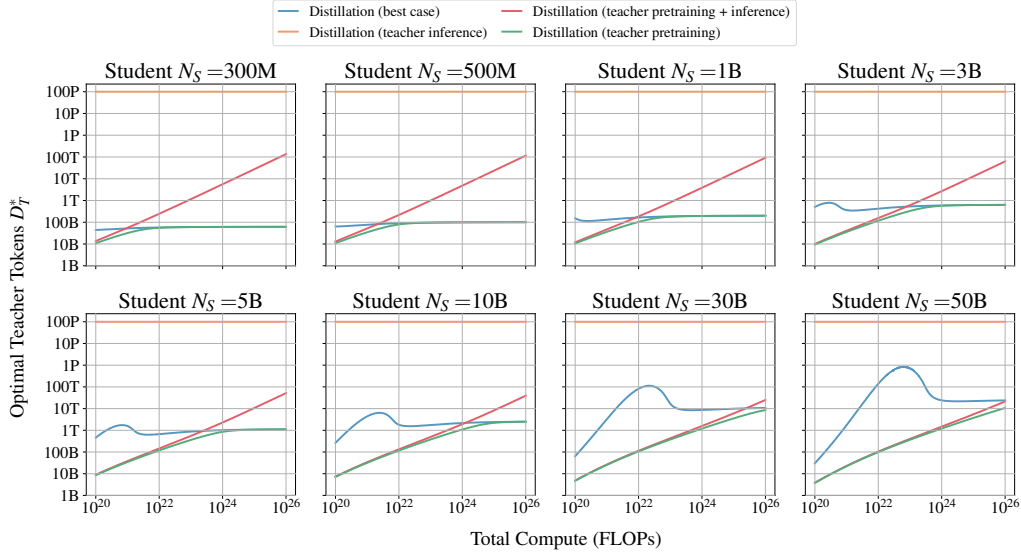 Distillation (best case)
Distillation (teacher inference)
Distillation (teacher pretraining + inference)
Distillation (teacher pretraining)
Optimal Teacher Tokens D*_T
Student N_S =300M
Student N_S =500M
Student N_S =1B
Student N_S =3B
100P
10P
1P
100T
10T
1T
100B
10B
1B
Student N_S =5B
Student N_S =10B
Student N_S =30B
Student N_S =50B
100P
10P
1P
100T
10T
1T
100B
10B
1B
10^20 10^22 10^24 10^26
10^20 10^22 10^24 10^26
10^20 10^22 10^24 10^26
10^20 10^22 10^24 10^26
Total Compute (FLOPs)